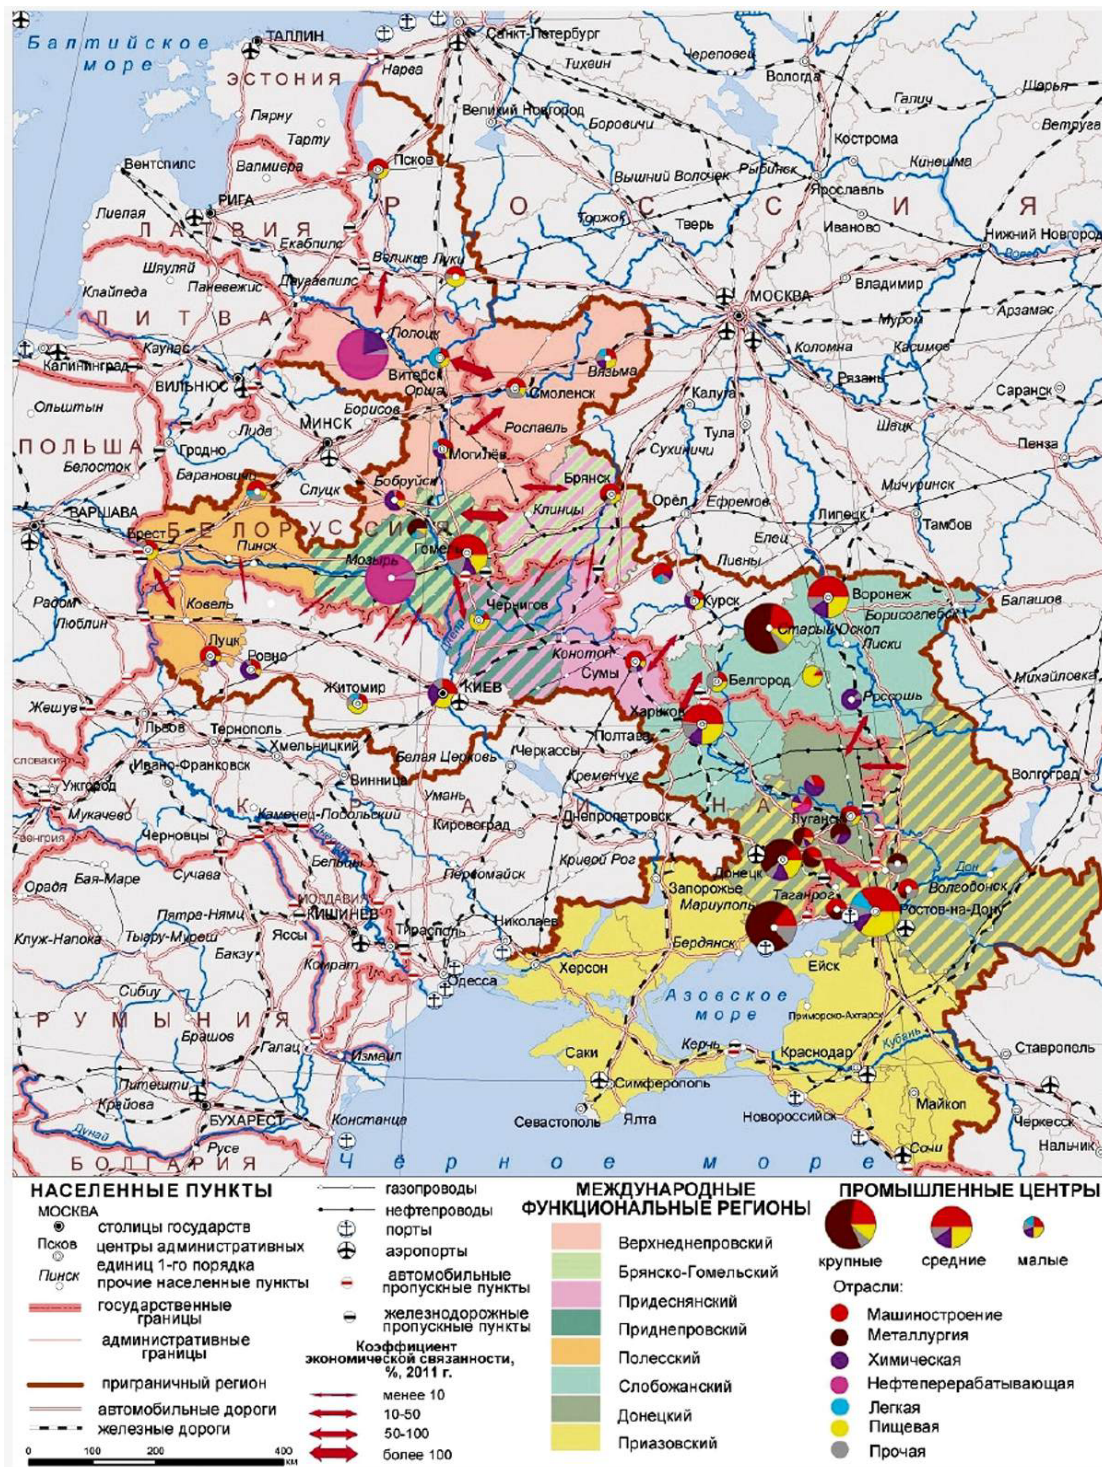 Балтийское
море
ТАЛЛИН
Санкт-Петербург
Нарва
ЭСТОНИЯ
Тихвин
Череповец
Вологда
Шарья
Галич
Пярну
Великий Новгород
Боровичи
Ветлуга
Тарту
Кострома
Валмиера
Псков
Рыбинск
Кинешма
Вентспилс
Вышний Волочек
Ярославль
РИГА
РОССИЯ
Торжок
Тверь
Иваново
Лиепая
ЛАТВИЯ
Нижний Новгород
Екабпилс
Волга
Великие Луки
Шяуляй
Даугавпилс
Паневежис
Владимир
Клайпеда
МОСКВА
ЛИТВА
Арзамас
Муром
Полоцк
Каунас
Коломна
Касимов
Калининград
Витебск
Вязьма
ВИЛЬНЮС
Рязань
Орша
Смоленск
Саранск
Ольштын
Борисов
Калуга
МИНСК
Рославль
Тула
Шацк
ПОЛЬША
Лида
Гродно
Могилёв
Сухиничи
Пенза
Белосток
Барановичи
Бобруйск
Брянск
Слуцк
Мичуринск
Орёл
Ефремов
ВАРШАВА
Клинцы
Липецк
БЕЛОРУССИЯ
Тамбов
Брест
Елец
Пинск
Мозырь
Гомель
Ливны
Радом
Ковель
Чернигов
Курск
Воронеж
Балашов
Люблин
Борисоглебск
Днепр
Старый Оскол
Луцк
Конотоп
Лиски
Ровно
Сумы
Житомир
КИЕВ
Белгород
Михайловка
Россошь
Жешув
Харьков
Львов
Тернополь
Полтава
Хмельницкий
Белая Церковь
Черкассы
СЛОВАКИЯ
Ивано-Франковск
Винница
Кременчуг
Волгоград
Ужгород
Умань
УКРАИНА
Мукачево
Каменец-Подольский
Луганск
ВЕНГРИЯ
Черновцы
Кировоград
Днепропетровск
Днестр
Бельцы
Кривой Рог
Дон
Сучава
Первомайск
Донецк
Орадя
Бая-Маре
Запорожье
Таганрог
Волгодонск
МОЛДАВИЯ
Мариуполь
Ростов-на-Дону
Пятра-Нямц
КИШИНЁВ
Николаев
Клуж-Напока
Тыргу-Муреш
Яссы
Тирасполь
Бердянск
Бакэу
Комрат
Херсон
Ейск
Одесса
Сибиу
Азовское
море
Приморско-Ахтарск
РУМЫНИЯ
Брашов
Кубань
Галац
Саки
Керчь
Краснодар
Ставрополь
Измаил
Питешти
Симферополь
Крайова
Майкоп
БУХАРЕСТ
Констанца
Севастополь
Ялта
Новороссийск
Черкесск
Дунай
Русе
Сочи
Нальчик
БОЛГАРИЯ
Чёрное море
НАСЕЛЕННЫЕ ПУНКТЫ
МОСКВА
столицы государств
Псков
центры административных
единиц 1-го порядка
Пинск
прочие населенные пункты
государственные
границы
административные
границы
приграничный регион
автомобильные дороги
железные дороги
0 100 200 400
км
газопроводы
нефтепроводы
порты
аэропорты
автомобильные
пропускные пункты
железнодорожные
пропускные пункты
Коэффициент
экономической связанности,
%, 2011 г.
менее 10
10-50
50-100
более 100
МЕЖДУНАРОДНЫЕ
ФУНКЦИОНАЛЬНЫЕ РЕГИОНЫ
Верхнеднепровский
Брянско-Гомельский
Придеснянский
Приднепровский
Полесский
Слобожанский
Донецкий
Приазовский
ПРОМЫШЛЕННЫЕ ЦЕНТРЫ
крупные
средние
малые
Отрасли:
Машиностроение
Металлургия
Химическая
Нефтеперерабатывающая
Легкая
Пищевая
Прочая